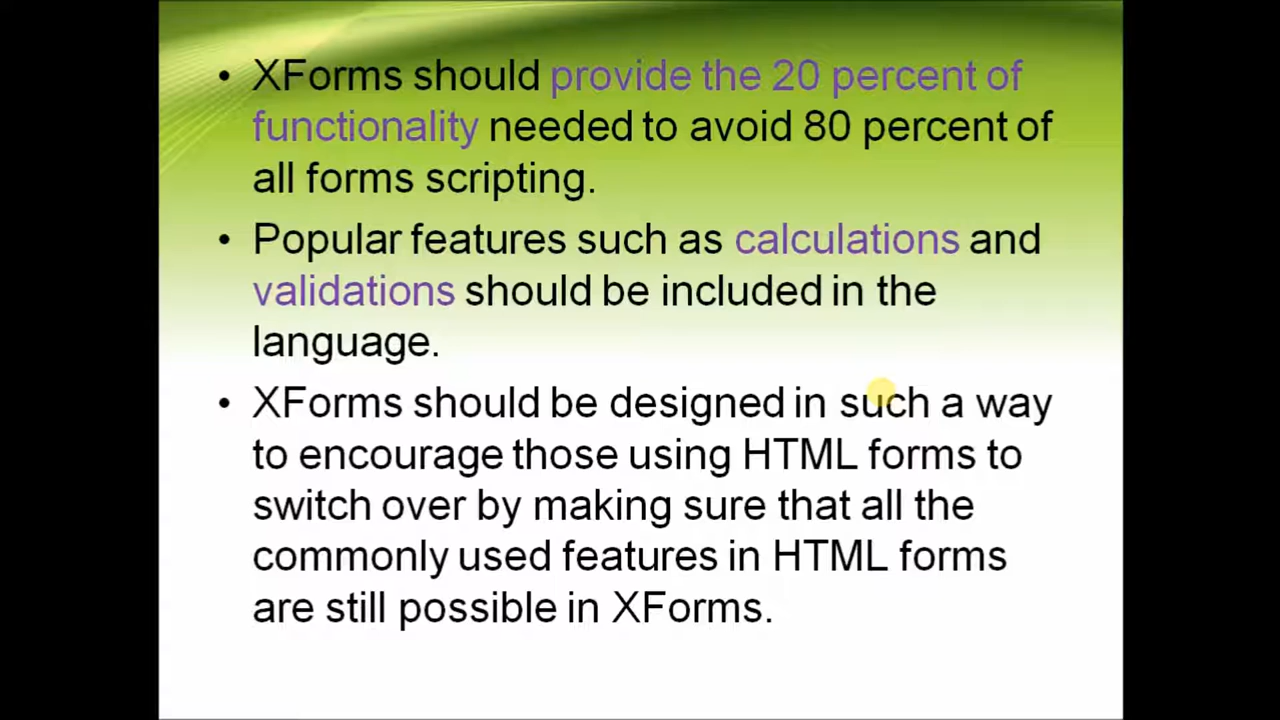 • XForms should provide the 20 percent of
functionality needed to avoid 80 percent of
all forms scripting.
• Popular features such as calculations and
validations should be included in the
language.
• XForms should be designed in such a way
to encourage those using HTML forms to
switch over by making sure that all the
commonly used features in HTML forms
are still possible in XForms.